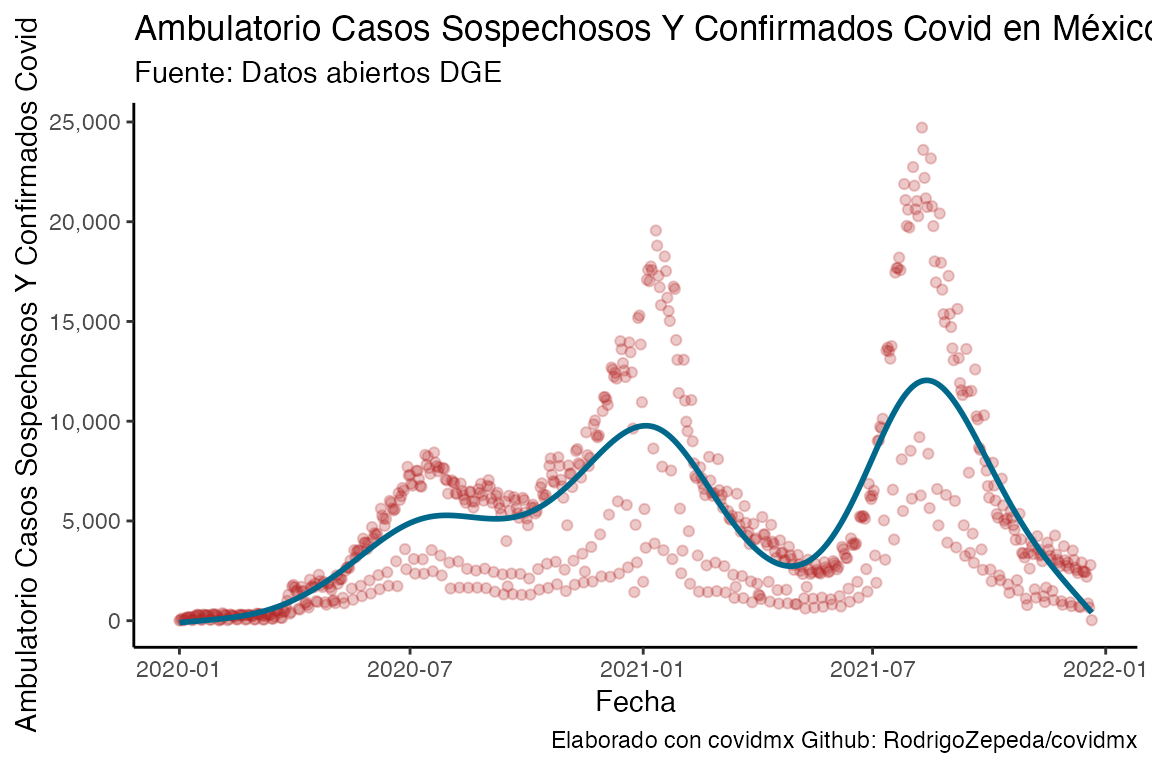 Ambulatorio Casos Sospechosos Y Confirmados Covid en México
Fuente: Datos abiertos DGE
Ambulatorio Casos Sospechosos Y Confirmados Covid
25,000
20,000
15,000
10,000
5,000
0
2020-01
2020-07
2021-01
2021-07
2022-01
Fecha
Elaborado con covidmx Github: RodrigoZepeda/covidmx